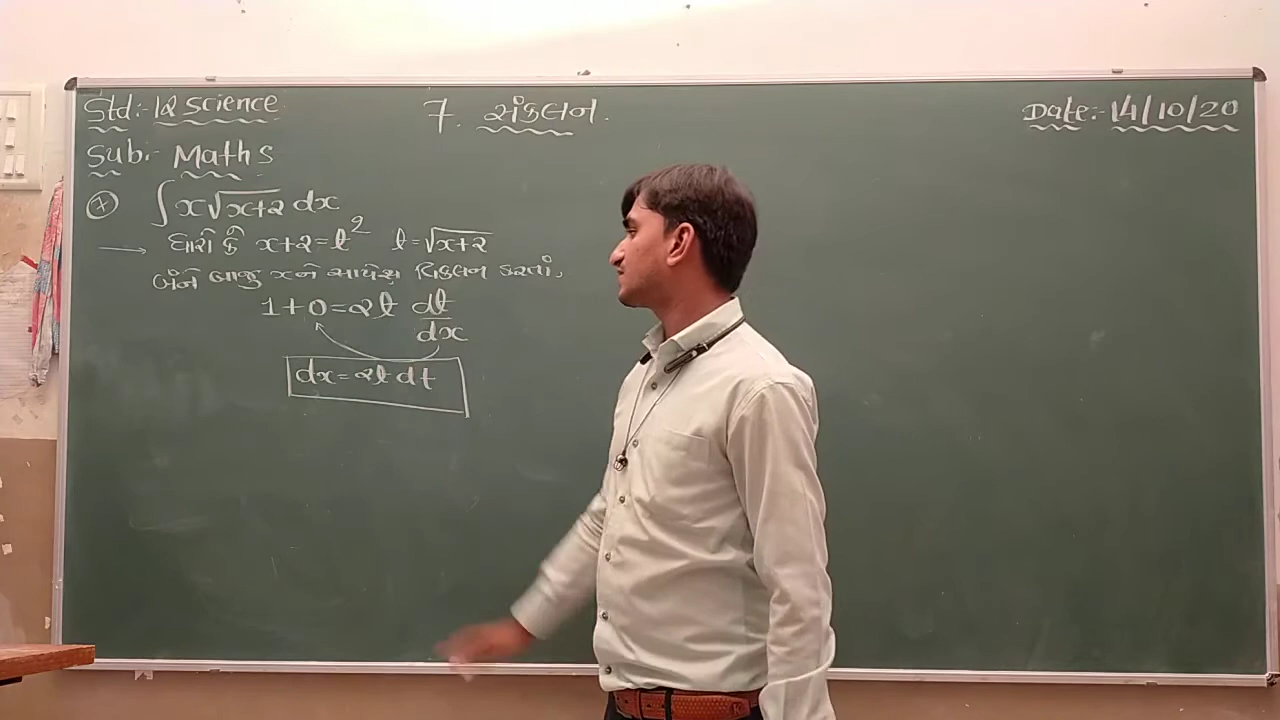 Std:- 12 Science
7. સંકલન.
Date:- 14/10/20
Sub:- Maths
(*) ∫x√(x+2) dx
→ ધારો કે x+2=t² t=√(x+2)
બંને બાજુ xને સાપેક્ષ વિકલન કરતાં,
1+0=2t dt/dx
dx=2t dt